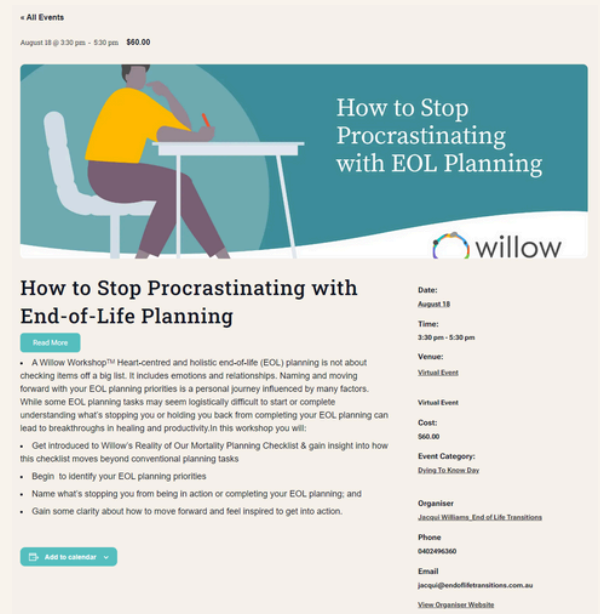 « All Events
August 18 @ 3:30 pm - 5:30 pm $60.00
How to Stop
Procrastinating
with EOL Planning
willow
How to Stop Procrastinating with
End-of-Life Planning
Read More
• A Willow Workshop™ Heart-centred and holistic end-of-life (EOL) planning is not about
checking items off a big list. It includes emotions and relationships. Naming and moving
forward with your EOL planning priorities is a personal journey influenced by many factors.
While some EOL planning tasks may seem logistically difficult to start or complete
understanding what's stopping you or holding you back from completing your EOL planning can
lead to breakthroughs in healing and productivity.In this workshop you will:
• Get introduced to Willow's Reality of Our Mortality Planning Checklist & gain insight into how
this checklist moves beyond conventional planning tasks
• Begin to identify your EOL planning priorities
• Name what's stopping you from being in action or completing your EOL planning; and
• Gain some clarity about how to move forward and feel inspired to get into action.
Add to calendar
Date:
August 18
Time:
3:30 pm - 5:30 pm
Venue:
Virtual Event
Virtual Event
Cost:
$60.00
Event Category:
Dying To Know Day
Organiser
Jacqui Williams_End of Life Transitions
Phone
0402496360
Email
jacqui@endoflifetransitions.com.au
View Organiser Website